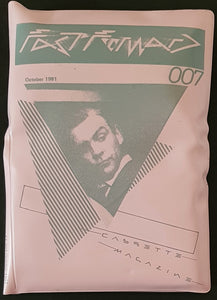 Fast Forward
October 1981
007
CASSETTE
MAGAZINE